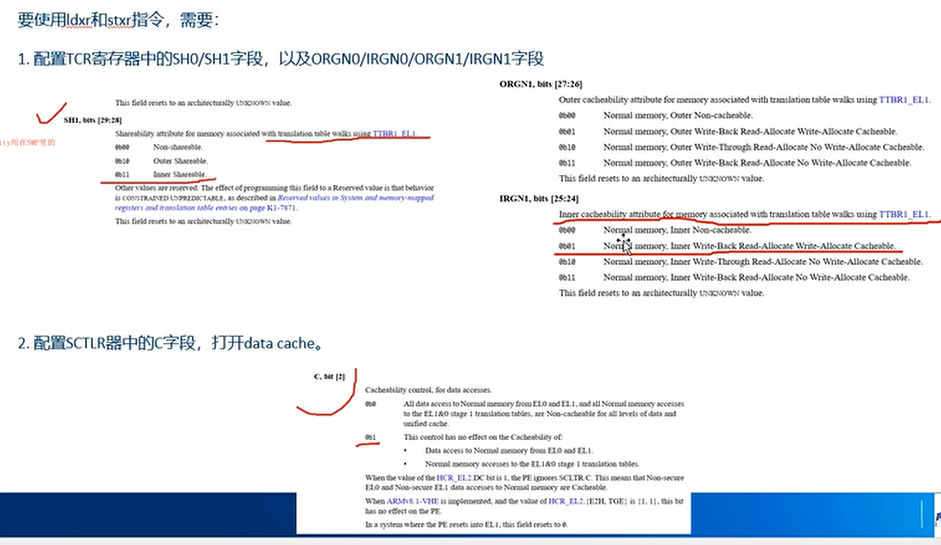 要使用ldxr和stxr指令，需要：
1. 配置TCR寄存器中的SH0/SH1字段，以及ORGN0/IRGN0/ORGN1/IRGN1字段
This field resets to an architecturally UNKNOWN value.
SH1, bits [29:28]
Shareability attribute for memory associated with translation table walks using TTBR1_EL1.
0b00 Non-shareable.
0b10 Outer Shareable.
0b11 Inner Shareable.
Other values are reserved. The effect of programming this field to a Reserved value is that behavior
is CONSTRAINED UNPREDICTABLE, as described in Reserved values in System and memory-mapped
registers and translation table entries on page K1-7871.
This field resets to an architecturally UNKNOWN value.
ity用在SMP里的
ORGN1, bits [27:26]
Outer cacheability attribute for memory associated with translation table walks using TTBR1_EL1.
0b00 Normal memory, Outer Non-cacheable.
0b01 Normal memory, Outer Write-Back Read-Allocate Write-Allocate Cacheable.
0b10 Normal memory, Outer Write-Through Read-Allocate No Write-Allocate Cacheable.
0b11 Normal memory, Outer Write-Back Read-Allocate No Write-Allocate Cacheable.
This field resets to an architecturally UNKNOWN value.
IRGN1, bits [25:24]
Inner cacheability attribute for memory associated with translation table walks using TTBR1_EL1.
0b00 Normal memory, Inner Non-cacheable.
0b01 Normal memory, Inner Write-Back Read-Allocate Write-Allocate Cacheable.
0b10 Normal memory, Inner Write-Through Read-Allocate No Write-Allocate Cacheable.
0b11 Normal memory, Inner Write-Back Read-Allocate No Write-Allocate Cacheable.
This field resets to an architecturally UNKNOWN value.
2. 配置SCTLR器中的C字段，打开data cache。
C, bit [2]
Cacheability control, for data accesses.
0b0 All data access to Normal memory from EL0 and EL1, and all Normal memory accesses
to the EL1&0 stage 1 translation tables, are Non-cacheable for all levels of data and
unified cache.
0b1 This control has no effect on the Cacheability of:
• Data access to Normal memory from EL0 and EL1.
• Normal memory accesses to the EL1&0 stage 1 translation tables.
When the value of the HCR_EL2.DC bit is 1, the PE ignores SCLTR.C. This means that Non-secure
EL0 and Non-secure EL1 data accesses to Normal memory are Cacheable.
When ARMv8.1-VHE is implemented, and the value of HCR_EL2.{E2H, TGE} is {1, 1}, this bit
has no effect on the PE.
In a system where the PE resets into EL1, this field resets to 0.